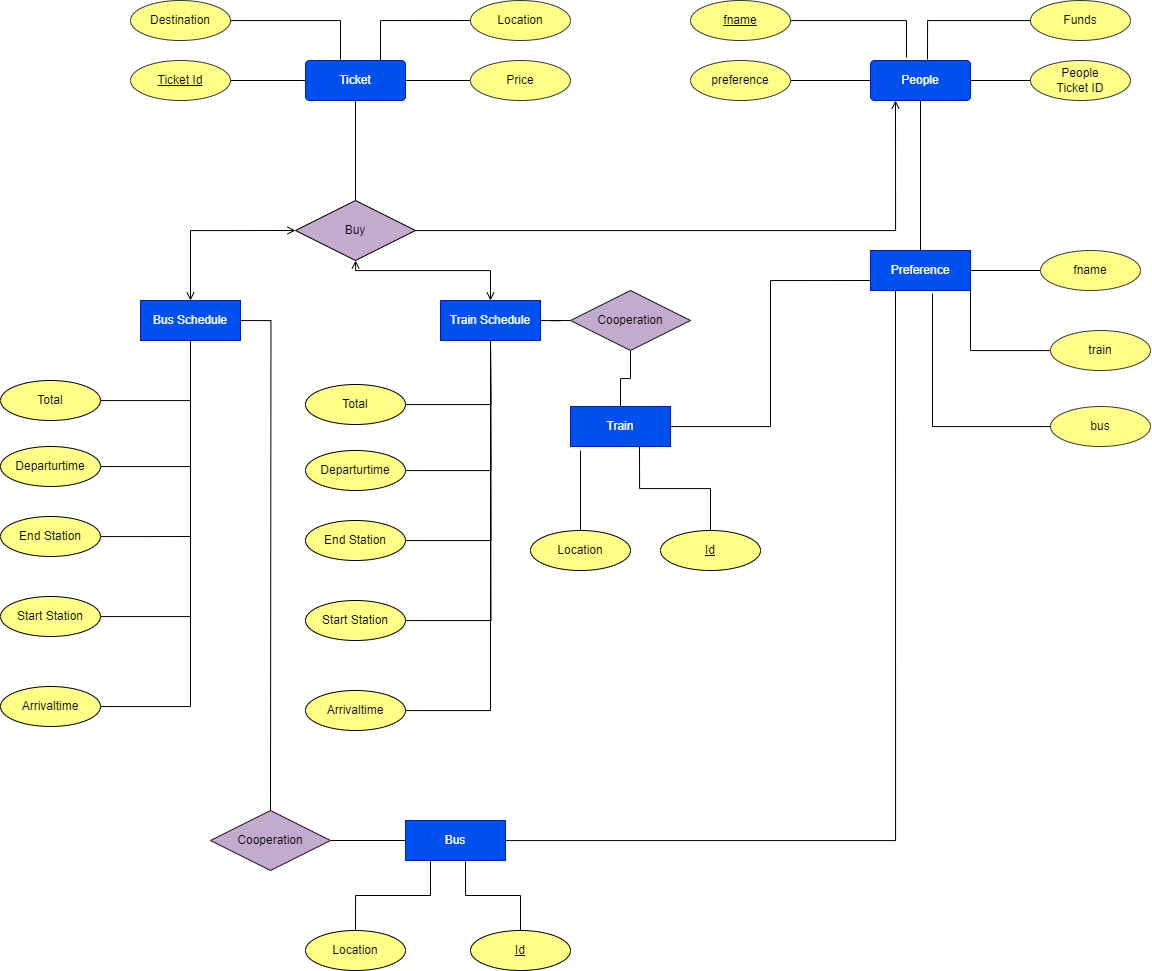 Destination
Location
fname
Funds
Ticket Id
Ticket
Price
preference
People
People
Ticket ID
Buy
Preference
fname
Bus Schedule
Train Schedule
Cooperation
train
Total
Total
Train
bus
Departurtime
Departurtime
End Station
End Station
Location
Id
Start Station
Start Station
Arrivaltime
Arrivaltime
Cooperation
Bus
Location
Id